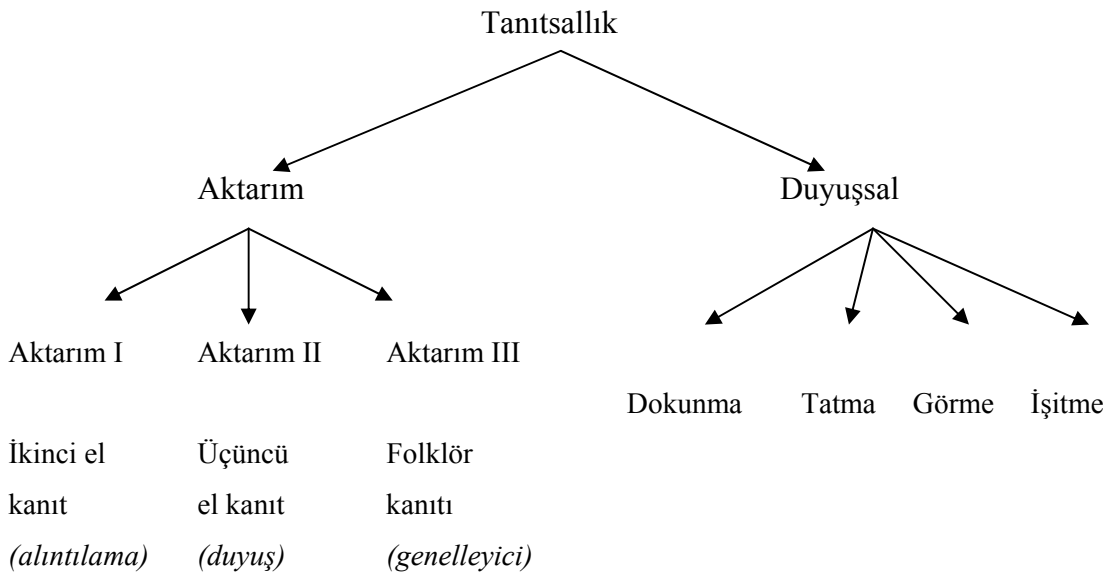 Tanıtsallık
Aktarım Duyuşsal
Aktarım I Aktarım II Aktarım III
Dokunma Tatma Görme İşitme
İkinci el Üçüncü Folklör
kanıt el kanıt kanıtı
(alıntılama) (duyuş) (genelleyici)